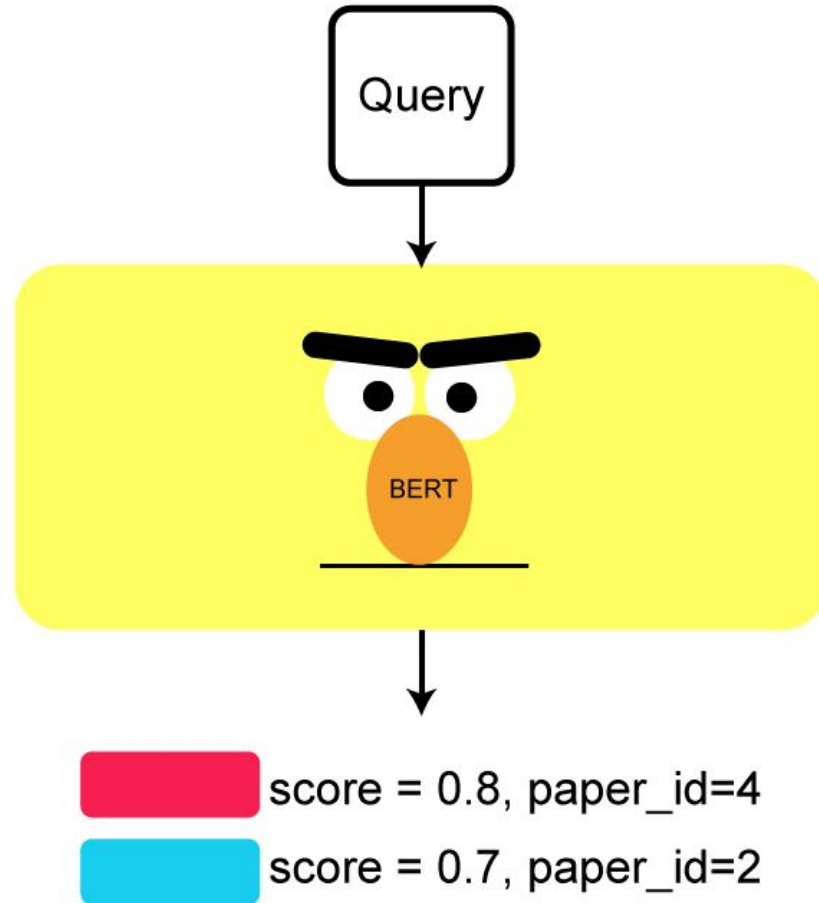 Query
BERT
score = 0.8, paper_id=4
score = 0.7, paper_id=2